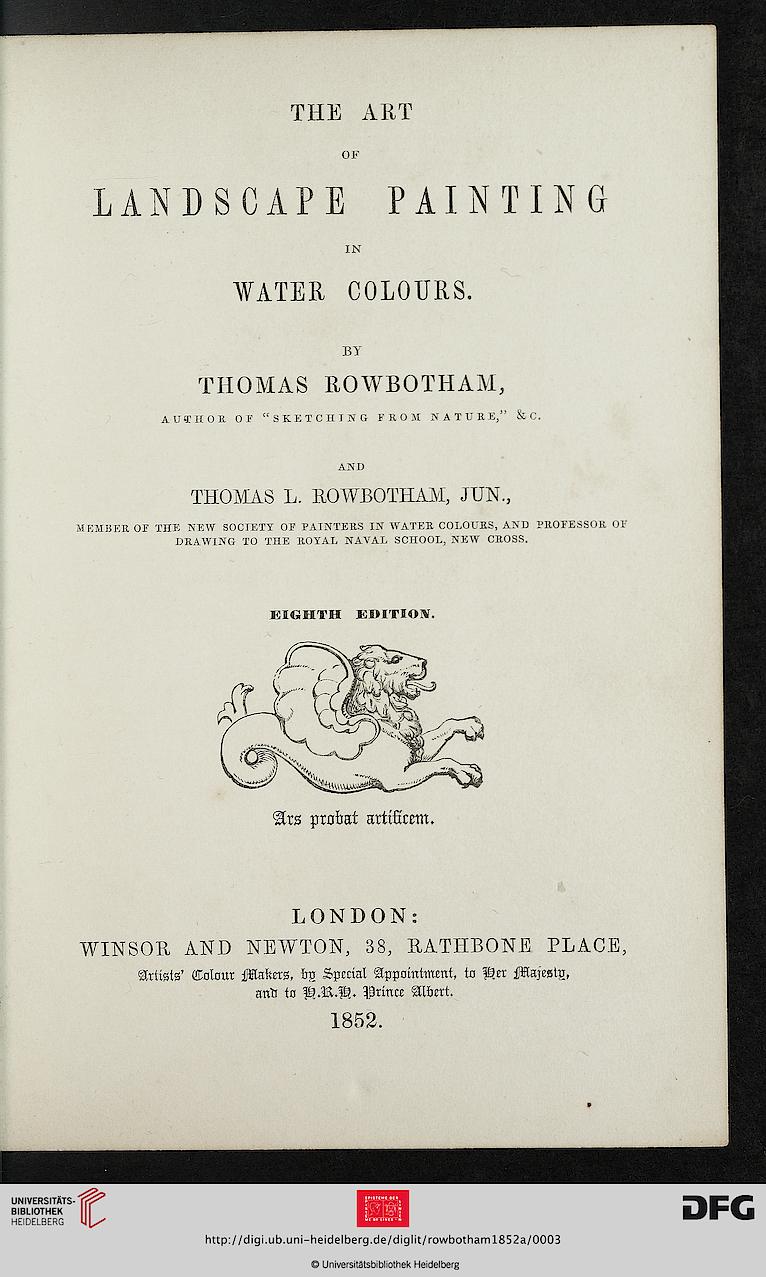 THE ART
OF
LANDSCAPE PAINTING
IN
WATER COLOURS.
BY
THOMAS ROWBOTHAM,
AUTHOR OF “SKETCHING FROM NATURE,” &C.
AND
THOMAS L. ROWBOTHAM, JUN.,
MEMBER OF THE NEW SOCIETY OF PAINTERS IN WATER COLOURS, AND PROFESSOR OF
DRAWING TO THE ROYAL NAVAL SCHOOL, NEW CROSS.
EIGHTH EDITION.
Ars probat artificem.
LONDON:
WINSOR AND NEWTON, 38, RATHBONE PLACE,
Artists’ Colour Makers, by Special Appointment, to Her Majesty,
and to H.R.H. Prince Albert.
1852.
UNIVERSITÄTS-
BIBLIOTHEK
HEIDELBERG
DFG
http://digi.ub.uni-heidelberg.de/diglit/rowbotham1852a/0003
© Universitätsbibliothek Heidelberg